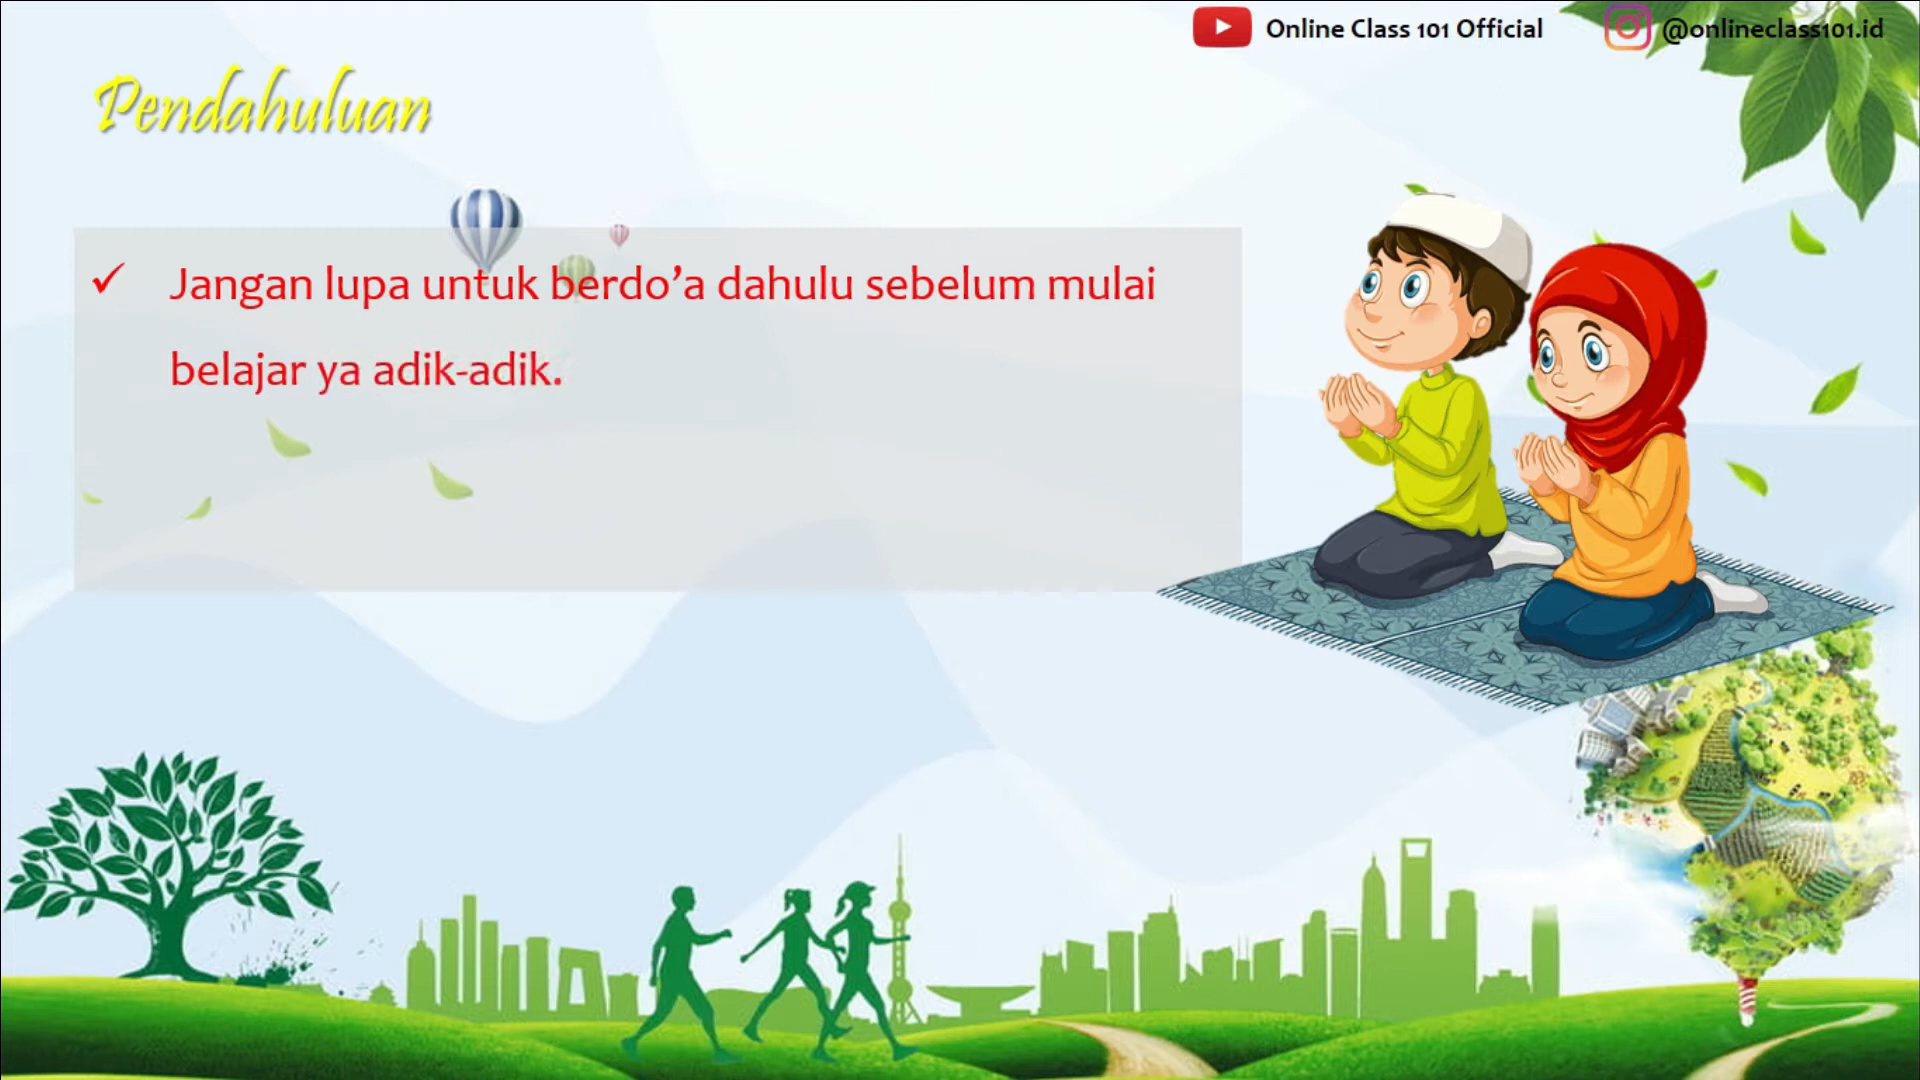 Online Class 101 Official
@onlineclass101.id
Pendahuluan
✓ Jangan lupa untuk berdo’a dahulu sebelum mulai
belajar ya adik-adik.